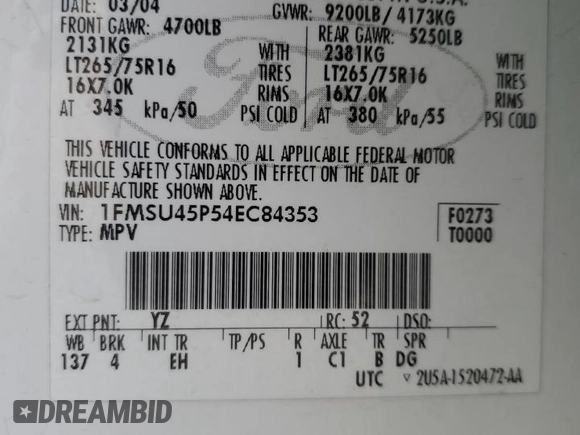 DATE: 03/04
GVWR: 9200LB / 4173KG
FRONT GAWR: 4700LB
REAR GAWR: 5250LB
2131KG WITH 2381KG WITH
LT265/75R16 TIRES LT265/75R16 TIRES
16X7.0K RIMS 16X7.0K RIMS
AT 345 kPa/50 PSI COLD AT 380 kPa/55 PSI COLD
Ford
THIS VEHICLE CONFORMS TO ALL APPLICABLE FEDERAL MOTOR
VEHICLE SAFETY STANDARDS IN EFFECT ON THE DATE OF
MANUFACTURE SHOWN ABOVE.
VIN: 1FMSU45P54EC84353
F0273
TYPE: MPV
T0000
EXT PNT: YZ RC: 52 DSO:
WB BRK INT TR TP/PS R AXLE TR SPR
137 4 EH 1 C1 B DG
UTC ▽ 2U5A-1520472-AA
DREAMBID